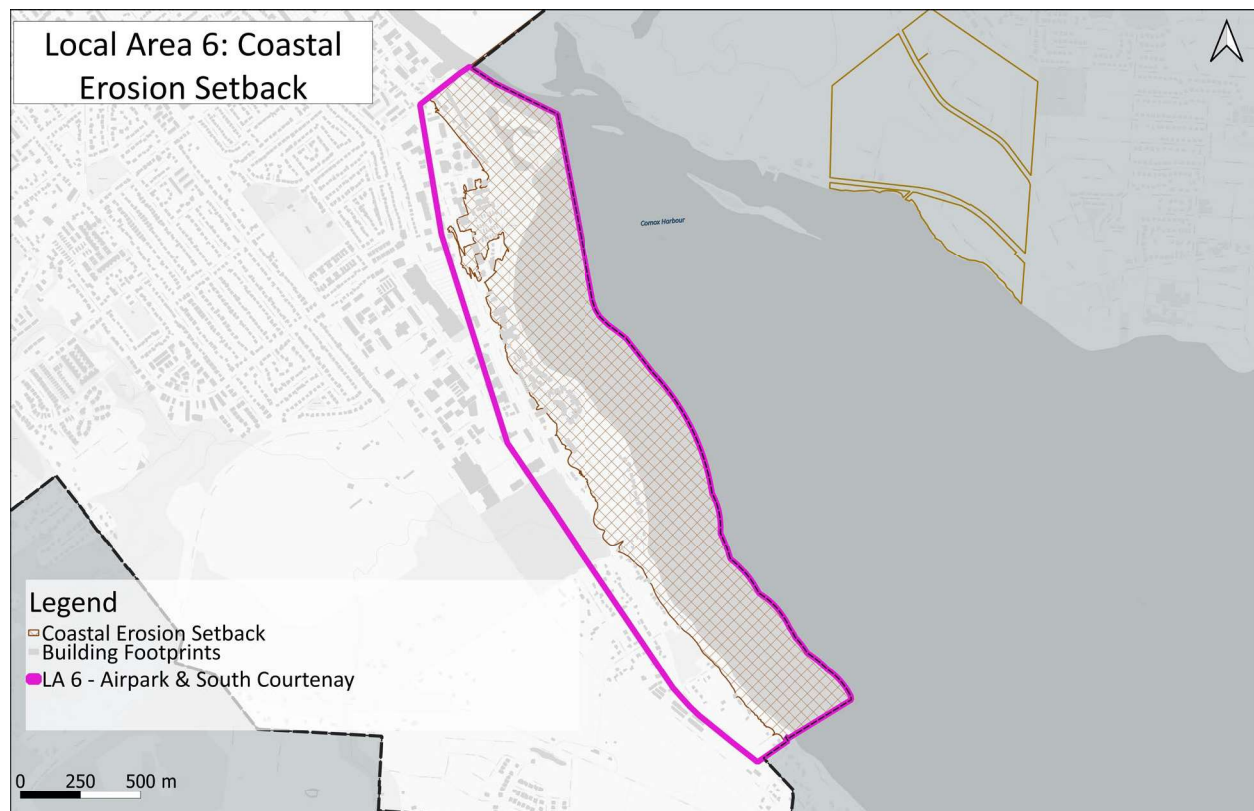 Local Area 6: Coastal
Erosion Setback
Comox Harbour
Legend
Coastal Erosion Setback
Building Footprints
LA 6 - Airpark & South Courtenay
0 250 500 m